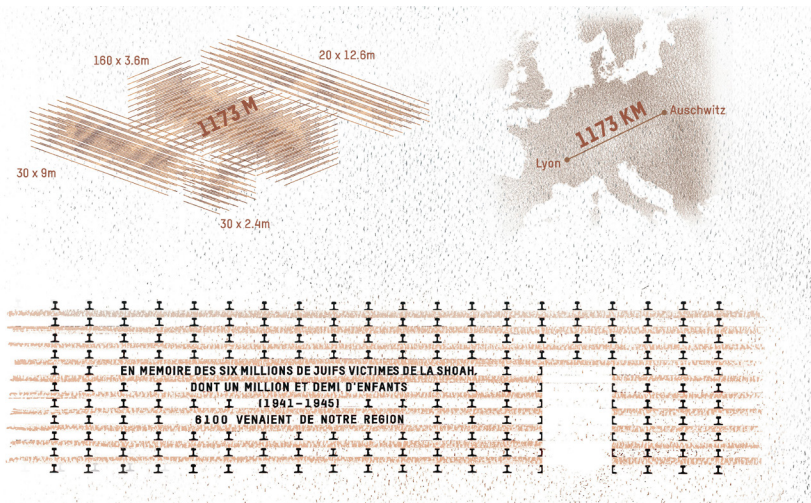 160 x 3.6m
20 x 12.6m
1173 M
30 x 9m
30 x 2.4m
1173 KM
Auschwitz
Lyon
EN MEMOIRE DES SIX MILLIONS DE JUIFS VICTIMES DE LA SHOAH,
DONT UN MILLION ET DEMI D'ENFANTS
(1941-1945)
6100 VENAIENT DE NOTRE REGION